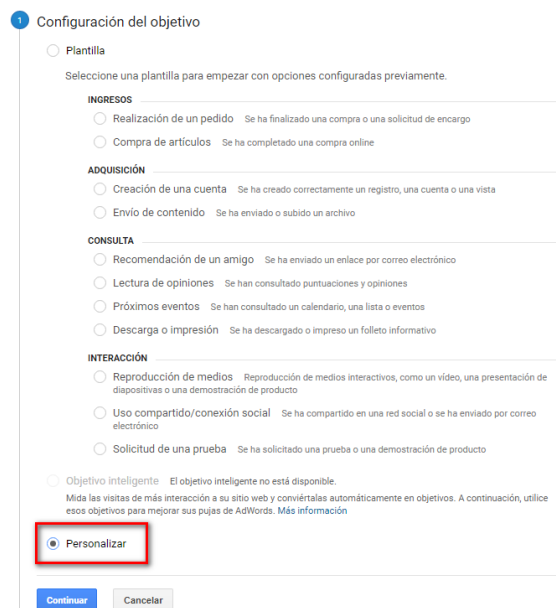 1 Configuración del objetivo
Plantilla
Seleccione una plantilla para empezar con opciones configuradas previamente.
INGRESOS
Realización de un pedido Se ha finalizado una compra o una solicitud de encargo
Compra de artículos Se ha completado una compra online
ADQUISICIÓN
Creación de una cuenta Se ha creado correctamente un registro, una cuenta o una vista
Envío de contenido Se ha enviado o subido un archivo
CONSULTA
Recomendación de un amigo Se ha enviado un enlace por correo electrónico
Lectura de opiniones Se han consultado puntuaciones y opiniones
Próximos eventos Se han consultado un calendario, una lista o eventos
Descarga o impresión Se ha descargado o impreso un folleto informativo
INTERACCIÓN
Reproducción de medios Reproducción de medios interactivos, como un vídeo, una presentación de
diapositivas o una demostración de producto
Uso compartido/conexión social Se ha compartido en una red social o se ha enviado por correo
electrónico
Solicitud de una prueba Se ha solicitado una prueba o una demostración de producto
Objetivo inteligente El objetivo inteligente no está disponible.
Mida las visitas de más interacción a su sitio web y conviértalas automáticamente en objetivos. A continuación, utilice
esos objetivos para mejorar sus pujas de AdWords. Más información
Personalizar
Continuar Cancelar